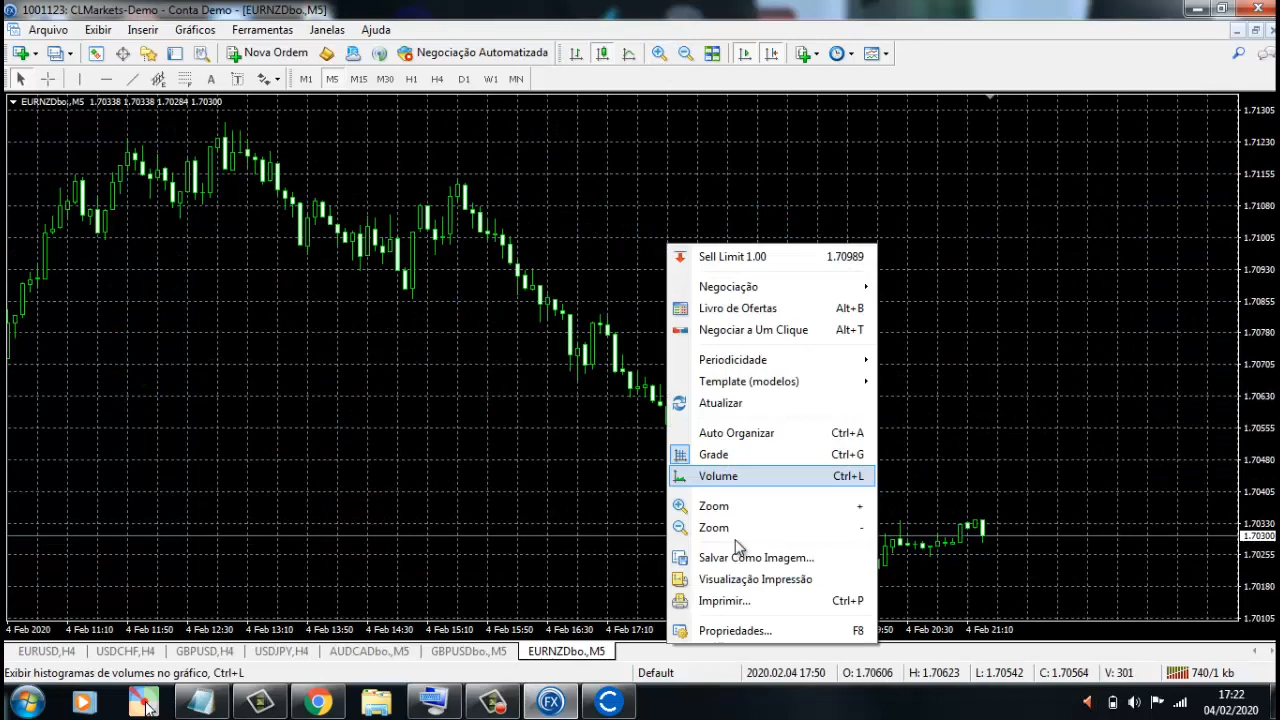 1001123: CLMarkets-Demo - Conta Demo - [EURNZDbo.,M5]
Arquivo Exibir Inserir Gráficos Ferramentas Janelas Ajuda
Nova Ordem Negociação Automatizada
A T M1 M5 M15 M30 H1 H4 D1 W1 MN
EURNZDbo.,M5 1.70338 1.70338 1.70284 1.70300
1.71305
1.71230
1.71155
1.71080
1.71005
1.70930
1.70855
1.70780
1.70705
1.70630
1.70555
1.70480
1.70405
1.70330
1.70300
1.70255
1.70180
1.70105
Sell Limit 1.00 1.70989
Negociação
Livro de Ofertas Alt+B
Negociar a Um Clique Alt+T
Periodicidade
Template (modelos)
Atualizar
Auto Organizar Ctrl+A
Grade Ctrl+G
Volume Ctrl+L
Zoom +
Zoom -
Salvar Como Imagem...
Visualização Impressão
Imprimir... Ctrl+P
Propriedades... F8
4 Feb 2020 4 Feb 11:10 4 Feb 11:50 4 Feb 12:30 4 Feb 13:10 4 Feb 13:50 4 Feb 14:30 4 Feb 15:10 4 Feb 15:50 4 Feb 16:30 4 Feb 17:10 9:50 4 Feb 20:30 4 Feb 21:10
EURUSD,H4 USDCHF,H4 GBPUSD,H4 USDJPY,H4 AUDCADbo.,M5 GBPUSDbo.,M5 EURNZDbo.,M5
Exibir histogramas de volumes no gráfico, Ctrl+L Default 2020.02.04 17:50 O: 1.70606 H: 1.70623 L: 1.70542 C: 1.70564 V: 301 740/1 kb
FX C 17:22
04/02/2020